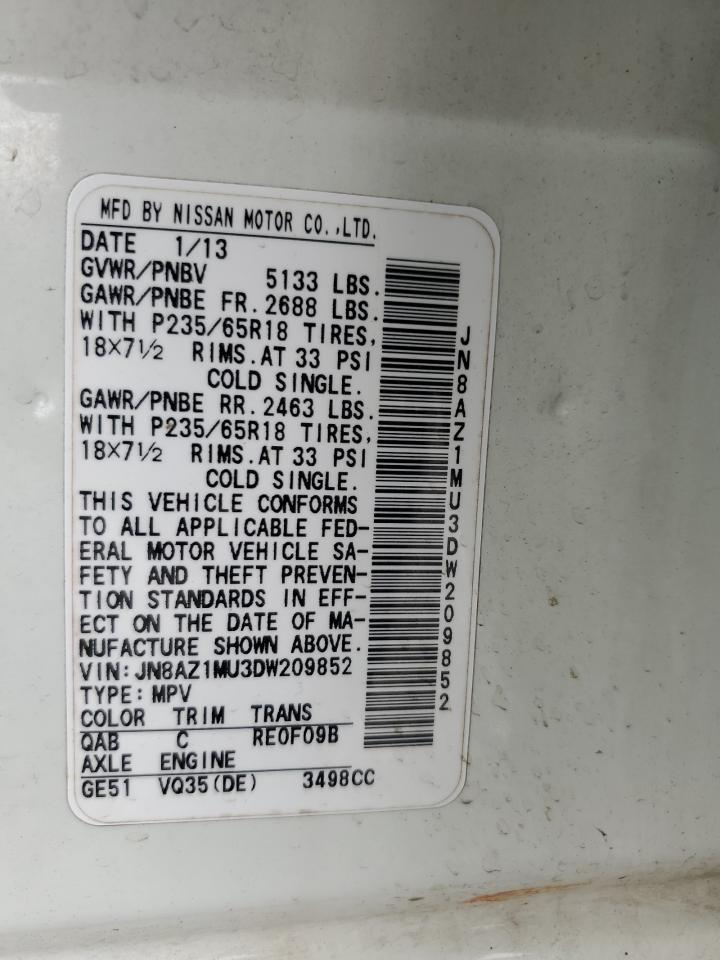 MFD BY NISSAN MOTOR CO.,LTD.
DATE 1/13
GVWR/PNBV 5133 LBS.
GAWR/PNBE FR. 2688 LBS.
WITH P235/65R18 TIRES,
18×7½ RIMS. AT 33 PSI
COLD SINGLE.
GAWR/PNBE RR. 2463 LBS.
WITH P235/65R18 TIRES,
18×7½ RIMS. AT 33 PSI
COLD SINGLE.
THIS VEHICLE CONFORMS
TO ALL APPLICABLE FED-
ERAL MOTOR VEHICLE SA-
FETY AND THEFT PREVEN-
TION STANDARDS IN EFF-
ECT ON THE DATE OF MA-
NUFACTURE SHOWN ABOVE.
VIN: JN8AZ1MU3DW209852
TYPE: MPV
COLOR TRIM TRANS
QAB C RE0F09B
AXLE ENGINE
GE51 VQ35(DE) 3498CC
JN8AZ1MU3DW209852